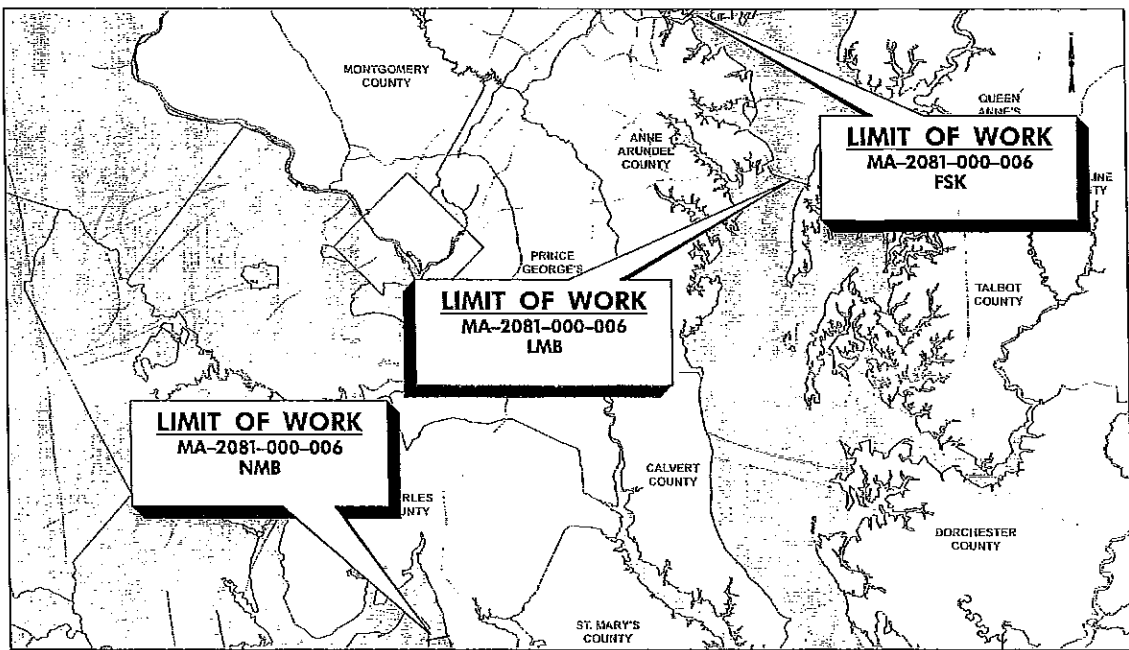 MONTGOMERY
COUNTY
ANNE
ARUNDEL
COUNTY
QUEEN
ANNE'S
LIMIT OF WORK
MA-2081-000-006
FSK
PRINCE
GEORGE'S
LIMIT OF WORK
MA-2081-000-006
LMB
TALBOT
COUNTY
LIMIT OF WORK
MA-2081-000-006
NMB
CALVERT
COUNTY
DORCHESTER
COUNTY
ST. MARY'S
COUNTY